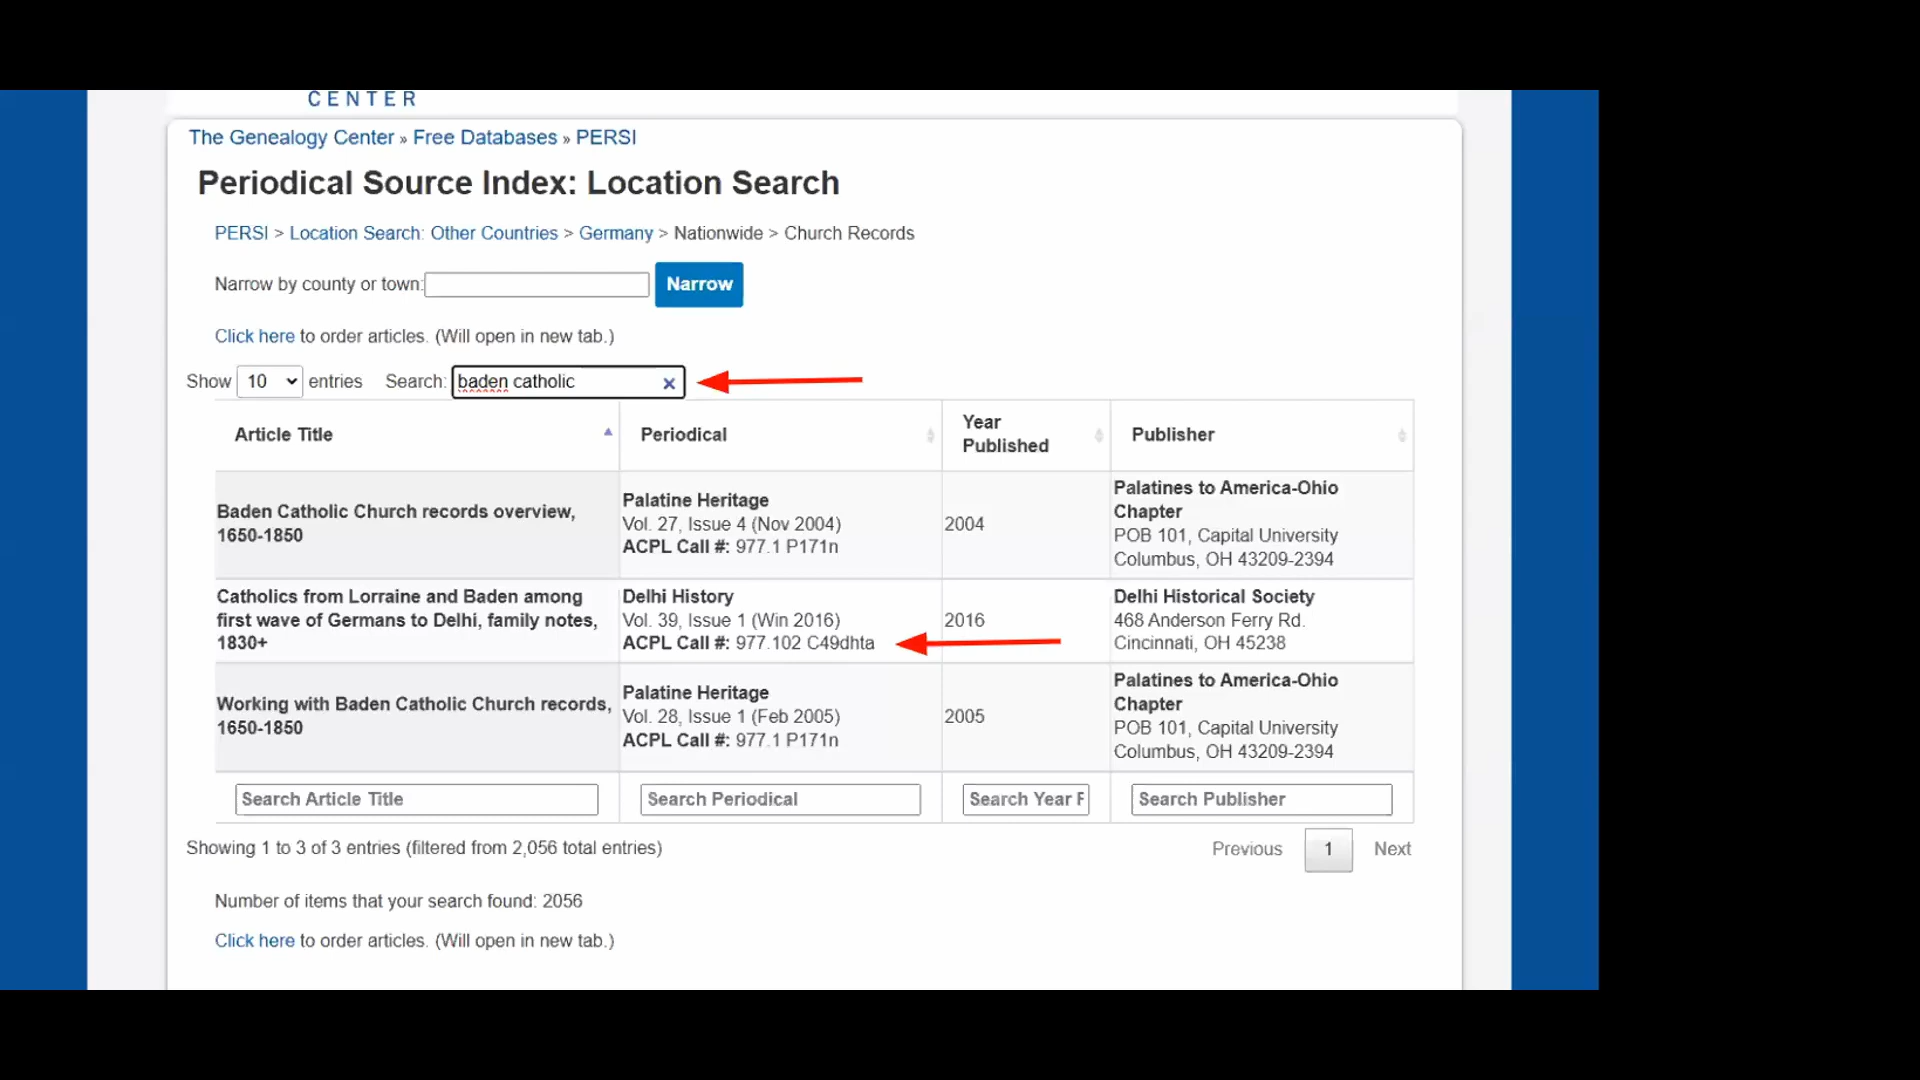 CENTER
The Genealogy Center » Free Databases » PERSI
Periodical Source Index: Location Search
PERSI > Location Search: Other Countries > Germany > Nationwide > Church Records
Narrow by county or town: Narrow
Click here to order articles. (Will open in new tab.)
Show 10 entries Search: baden catholic ×
Article Title Periodical Year Published Publisher
Baden Catholic Church records overview,
1650-1850
Palatine Heritage
Vol. 27, Issue 4 (Nov 2004)
ACPL Call #: 977.1 P171n
2004
Palatines to America-Ohio
Chapter
POB 101, Capital University
Columbus, OH 43209-2394
Catholics from Lorraine and Baden among
first wave of Germans to Delhi, family notes,
1830+
Delhi History
Vol. 39, Issue 1 (Win 2016)
ACPL Call #: 977.102 C49dhta
2016
Delhi Historical Society
468 Anderson Ferry Rd.
Cincinnati, OH 45238
Working with Baden Catholic Church records,
1650-1850
Palatine Heritage
Vol. 28, Issue 1 (Feb 2005)
ACPL Call #: 977.1 P171n
2005
Palatines to America-Ohio
Chapter
POB 101, Capital University
Columbus, OH 43209-2394
Search Article Title Search Periodical Search Year F Search Publisher
Showing 1 to 3 of 3 entries (filtered from 2,056 total entries)
Previous 1 Next
Number of items that your search found: 2056
Click here to order articles. (Will open in new tab.)